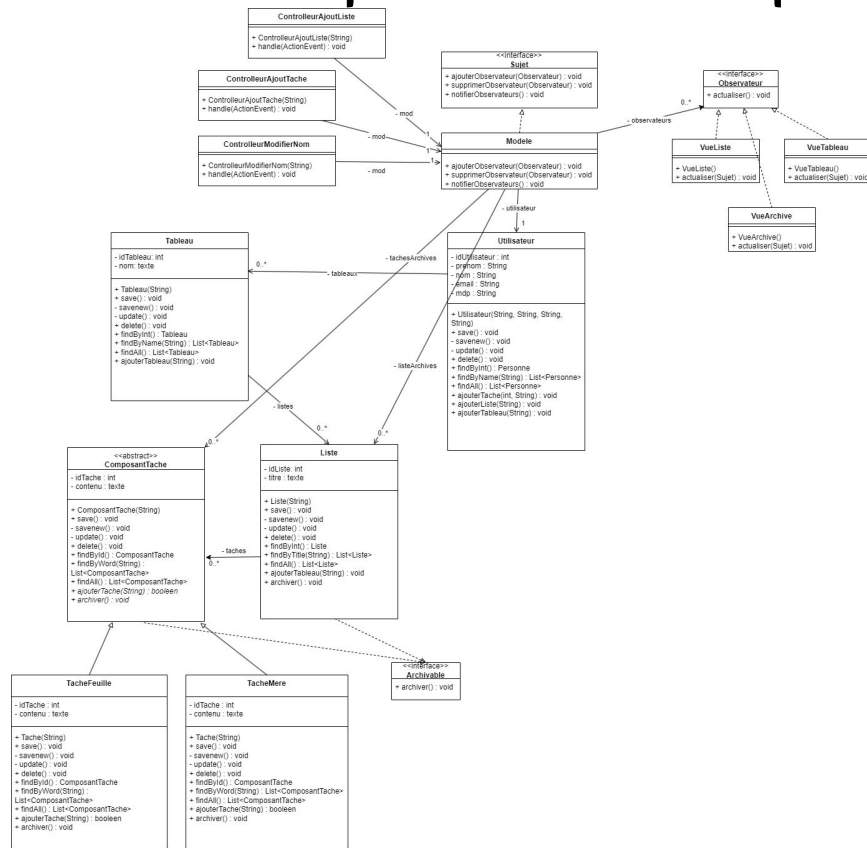 ControlleurAjoutListe
+ ControlleurAjoutListe(String)
+ handle(ActionEvent) : void
ControlleurAjoutTache
+ ControlleurAjoutTache(String)
+ handle(ActionEvent) : void
ControlleurModifierNom
+ ControlleurModifierNom(String)
+ handle(ActionEvent) : void
- mod
1
- mod
1
- mod
1
<<interface>>
Sujet
+ ajouterObservateur(Observateur) : void
+ supprimerObservateur(Observateur) : void
+ notifierObservateurs() : void
Modele
+ ajouterObservateur(Observateur) : void
+ supprimerObservateur(Observateur) : void
+ notifierObservateurs() : void
- observateurs
0..*
<<interface>>
Observateur
+ actualiser() : void
VueListe
+ VueListe()
+ actualiser(Sujet) : void
VueTableau
+ VueTableau()
+ actualiser(Sujet) : void
VueArchive
+ VueArchive()
+ actualiser(Sujet) : void
- utilisateur
1
Tableau
- idTableau: int
- nom: texte
+ Tableau(String)
+ save() : void
- savenew() : void
- update() : void
+ delete() : void
+ findByInt() : Tableau
+ findByName(String) : List<Tableau>
+ findAll() : List<Tableau>
+ ajouterTableau(String) : void
0..*
- tableaux
- tachesArchives
0..*
- listeArchives
0..*
Utilisateur
- idUtilisateur : int
- prenom : String
- nom : String
- email : String
- mdp : String
+ Utilisateur(String, String, String,
String)
+ save() : void
- savenew() : void
- update() : void
+ delete() : void
+ findByInt() : Personne
+ findByName(String) : List<Personne>
+ findAll() : List<Personne>
+ ajouterTache(int, String) : void
+ ajouterListe(String) : void
+ ajouterTableau(String) : void
- listes
0..*
<<abstract>>
ComposantTache
- idTache : int
- contenu : texte
+ ComposantTache(String)
+ save() : void
- savenew() : void
- update() : void
+ delete() : void
+ findById() : ComposantTache
+ findByWord(String) :
List<ComposantTache>
+ findAll() : List<ComposantTache>
+ ajouterTache(String) : booleen
+ archiver() : void
- taches
0..*
Liste
- idListe: int
- titre : texte
+ Liste(String)
+ save() : void
- savenew() : void
- update() : void
+ delete() : void
+ findByInt() : Liste
+ findByTitle(String) : List<Liste>
+ findAll() : List<Liste>
+ ajouterTableau(String) : void
+ archiver() : void
<<interface>>
Archivable
+ archiver() : void
TacheFeuille
- idTache : int
- contenu : texte
+ Tache(String)
+ save() : void
- savenew() : void
- update() : void
+ delete() : void
+ findById() : ComposantTache
+ findByWord(String) :
List<ComposantTache>
+ findAll() : List<ComposantTache>
+ ajouterTache(String) : booleen
+ archiver() : void
TacheMere
- idTache : int
- contenu : texte
+ Tache(String)
+ save() : void
- savenew() : void
- update() : void
+ delete() : void
+ findById() : ComposantTache
+ findByWord(String) : List<ComposantTache>
+ findAll() : List<ComposantTache>
+ ajouterTache(String) : booleen
+ archiver() : void